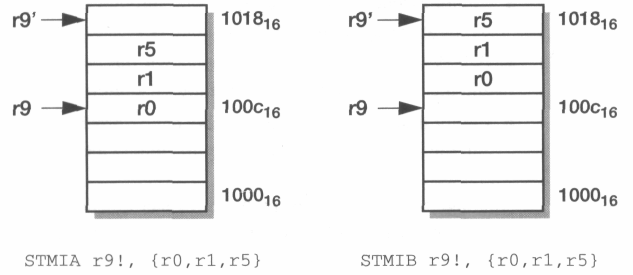 r9' 1018₁₆ r9' r5 1018₁₆
r5 r1
r1 r0
r9 r0 100c₁₆ r9 100c₁₆
1000₁₆ 1000₁₆
STMIA r9!, {r0,r1,r5} STMIB r9!, {r0,r1,r5}